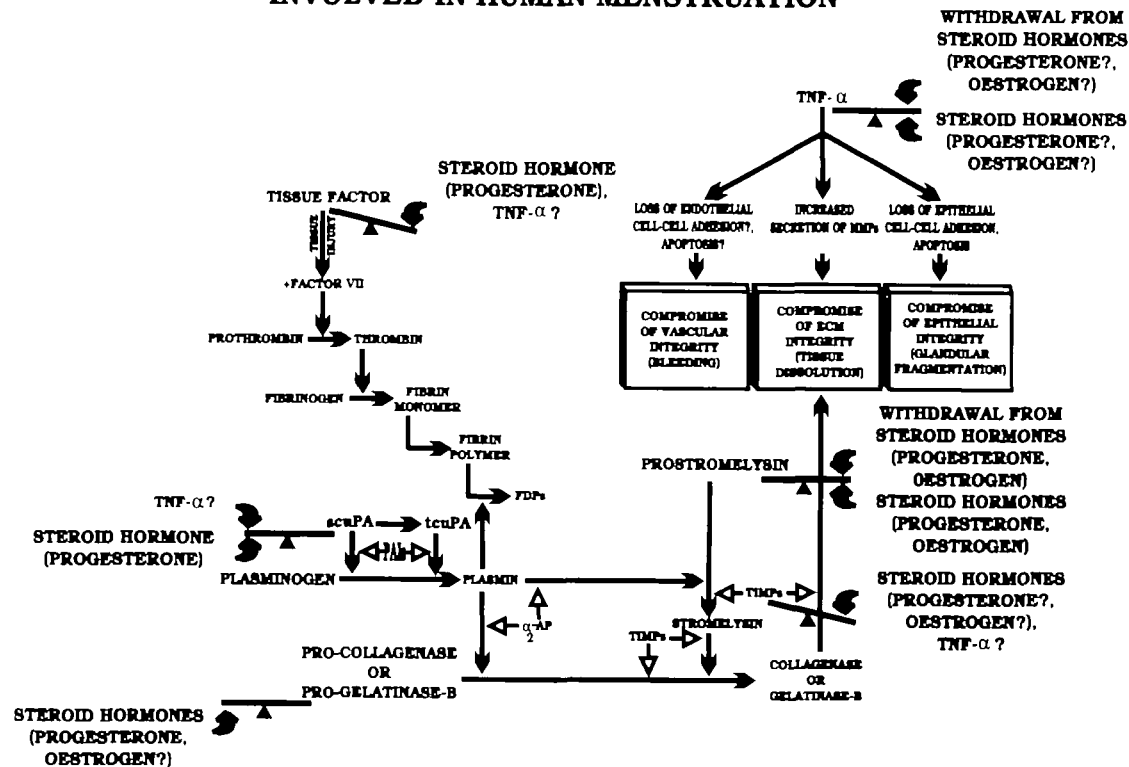 INVOLVED IN HUMAN MENSTRUATION
WITHDRAWAL FROM
STEROID HORMONES
(PROGESTERONE?,
OESTROGEN?)
TNF-α
STEROID HORMONES
(PROGESTERONE?,
OESTROGEN?)
STEROID HORMONE
(PROGESTERONE),
TNF-α?
TISSUE FACTOR
TISSUE
INJURY
+FACTOR VII
PROTHROMBIN
THROMBIN
FIBRINOGEN
FIBRIN
MONOMER
FIBRIN
POLYMER
FDPs
LOSS OF ENDOTHELIAL
CELL-CELL ADHESION?,
APOPTOSIS?
INCREASED
SECRETION OF MMPs
LOSS OF EPITHELIAL
CELL-CELL ADHESION,
APOPTOSIS
COMPROMISE
OF VASCULAR
INTEGRITY
(BLEEDING)
COMPROMISE
OF ECM
INTEGRITY
(TISSUE
DISSOLUTION)
COMPROMISE
OF EPITHELIAL
INTEGRITY
(GLANDULAR
FRAGMENTATION)
WITHDRAWAL FROM
STEROID HORMONES
(PROGESTERONE,
OESTROGEN)
PROSTROMELYSIN
STEROID HORMONES
(PROGESTERONE,
OESTROGEN)
TNF-α?
STEROID HORMONE
(PROGESTERONE)
scuPA
tcuPA
PAIs
PLASMINOGEN
PLASMIN
α2-AP
TIMPs
STROMELYSIN
TIMPs
STEROID HORMONES
(PROGESTERONE?,
OESTROGEN?),
TNF-α?
PRO-COLLAGENASE
OR
PRO-GELATINASE-B
COLLAGENASE
OR
GELATINASE-B
STEROID HORMONES
(PROGESTERONE,
OESTROGEN?)